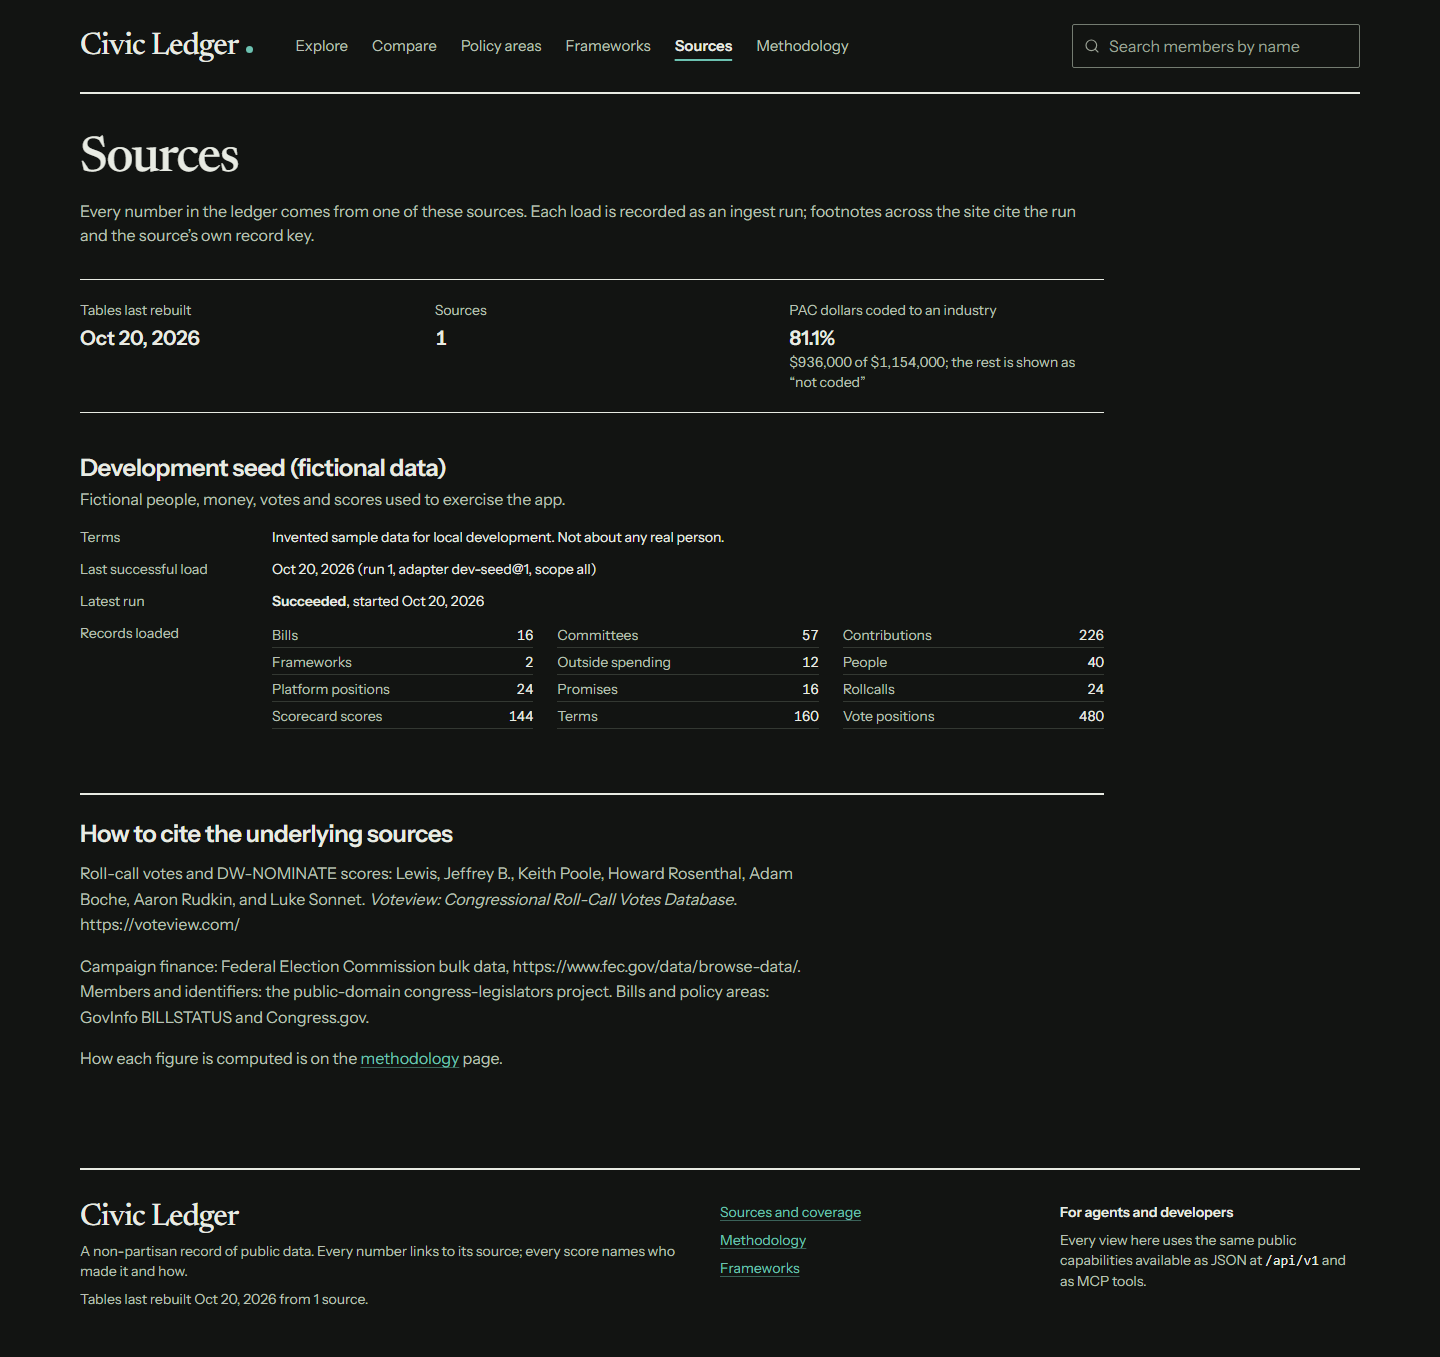 Civic Ledger
Explore Compare Policy areas Frameworks Sources Methodology
Search members by name
Sources
Every number in the ledger comes from one of these sources. Each load is recorded as an ingest run; footnotes across the site cite the run
and the source’s own record key.
Tables last rebuilt
Oct 20, 2026
Sources
1
PAC dollars coded to an industry
81.1%
$936,000 of $1,154,000; the rest is shown as
“not coded”
Development seed (fictional data)
Fictional people, money, votes and scores used to exercise the app.
Terms Invented sample data for local development. Not about any real person.
Last successful load Oct 20, 2026 (run 1, adapter dev-seed@1, scope all)
Latest run Succeeded, started Oct 20, 2026
Records loaded
Bills 16 Committees 57 Contributions 226
Frameworks 2 Outside spending 12 People 40
Platform positions 24 Promises 16 Rollcalls 24
Scorecard scores 144 Terms 160 Vote positions 480
How to cite the underlying sources
Roll-call votes and DW-NOMINATE scores: Lewis, Jeffrey B., Keith Poole, Howard Rosenthal, Adam
Boche, Aaron Rudkin, and Luke Sonnet. Voteview: Congressional Roll-Call Votes Database.
https://voteview.com/
Campaign finance: Federal Election Commission bulk data, https://www.fec.gov/data/browse-data/.
Members and identifiers: the public-domain congress-legislators project. Bills and policy areas:
GovInfo BILLSTATUS and Congress.gov.
How each figure is computed is on the methodology page.
Civic Ledger
A non-partisan record of public data. Every number links to its source; every score names who
made it and how.
Tables last rebuilt Oct 20, 2026 from 1 source.
Sources and coverage
Methodology
Frameworks
For agents and developers
Every view here uses the same public
capabilities available as JSON at /api/v1 and
as MCP tools.